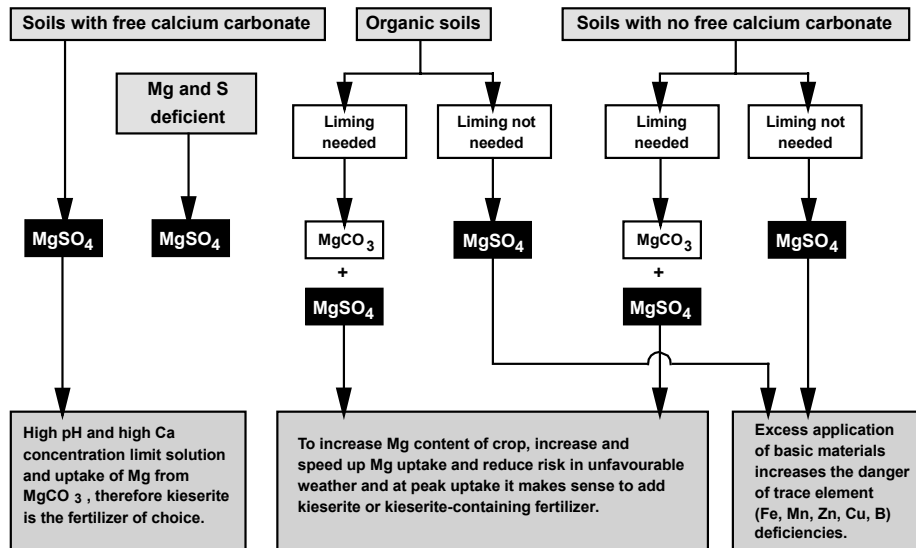 Soils with free calcium carbonate
Organic soils
Soils with no free calcium carbonate
Mg and S
deficient
Liming
needed
Liming not
needed
Liming
needed
Liming not
needed
MgSO4
MgSO4
MgCO3
+
MgSO4
MgSO4
MgCO3
+
MgSO4
MgSO4
High pH and high Ca
concentration limit solution
and uptake of Mg from
MgCO3, therefore kieserite
is the fertilizer of choice.
To increase Mg content of crop, increase and
speed up Mg uptake and reduce risk in unfavourable
weather and at peak uptake it makes sense to add
kieserite or kieserite-containing fertilizer.
Excess application
of basic materials
increases the danger
of trace element
(Fe, Mn, Zn, Cu, B)
deficiencies.